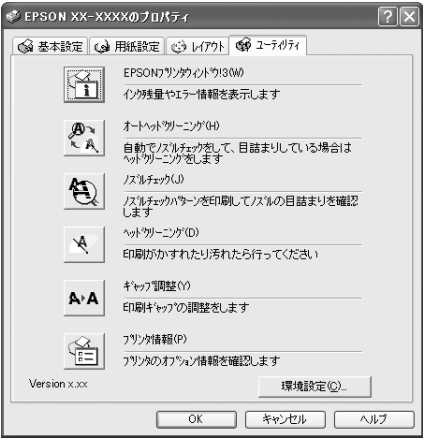 EPSON XX-XXXXのプロパティ
基本設定 用紙設定 レイアウト ユーティリティ
EPSONプリンタウィンドウ!3(W)
インク残量やエラー情報を表示します
オートヘッドクリーニング(H)
自動でノズルチェックをして、目詰まりしている場合は
ヘッドクリーニングをします
ノズルチェック(J)
ノズルチェックパターンを印刷してノズルの目詰まりを確認
します
ヘッドクリーニング(D)
印刷がかすれたり汚れたら行ってください
ギャップ調整(Y)
印刷ギャップの調整をします
プリンタ情報(P)
プリンタのオプション情報を確認します
Version x.xx
環境設定(C)...
OK キャンセル ヘルプ